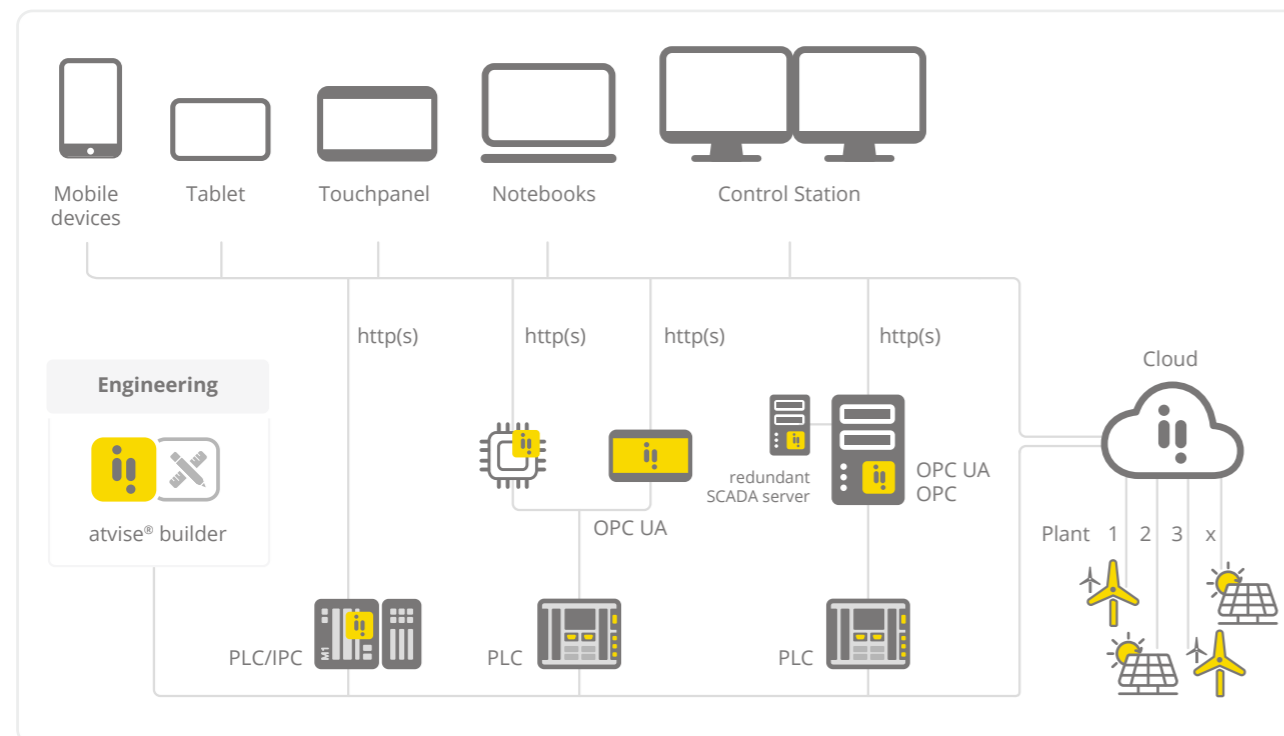 Mobile
devices
Tablet
Touchpanel
Notebooks
Control Station
http(s)
http(s)
http(s)
http(s)
Engineering
atvise® builder
redundant
SCADA server
OPC UA
OPC
OPC UA
Cloud
Plant 1 2 3 x
M1
PLC/IPC
PLC
PLC